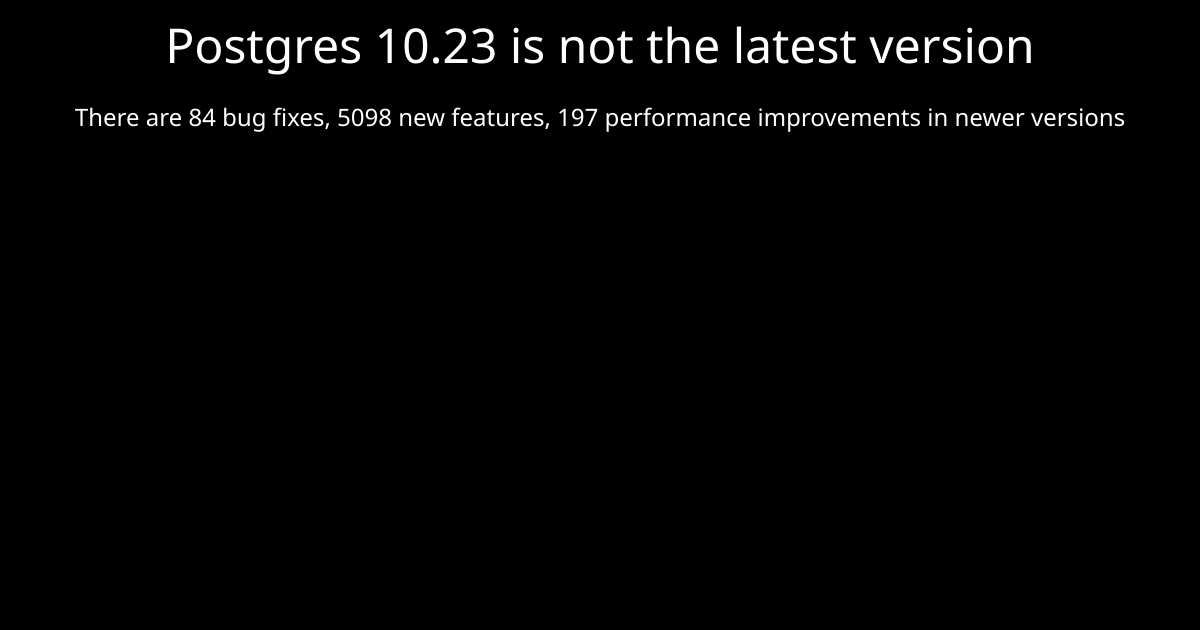 Postgres 10.23 is not the latest version
There are 84 bug fixes, 5098 new features, 197 performance improvements in newer versions